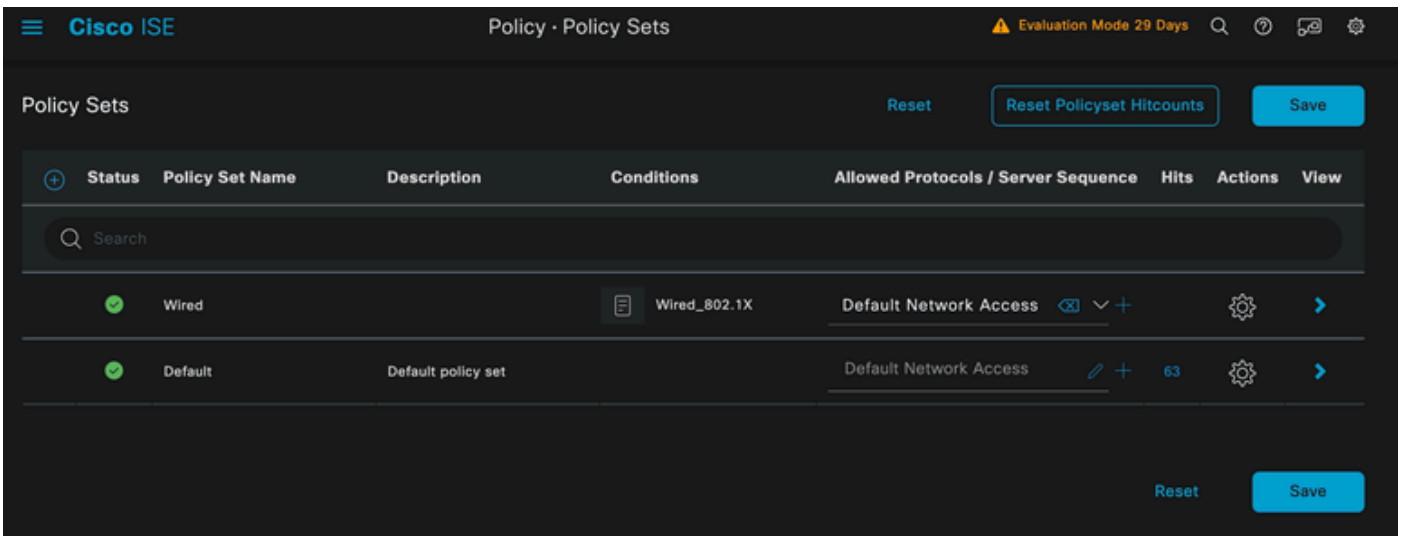 Cisco ISE Policy · Policy Sets Evaluation Mode 29 Days
Policy Sets Reset Reset Policyset Hitcounts Save
Status Policy Set Name Description Conditions Allowed Protocols / Server Sequence Hits Actions View
Search
Wired Wired_802.1X Default Network Access
Default Default policy set Default Network Access 63
Reset Save